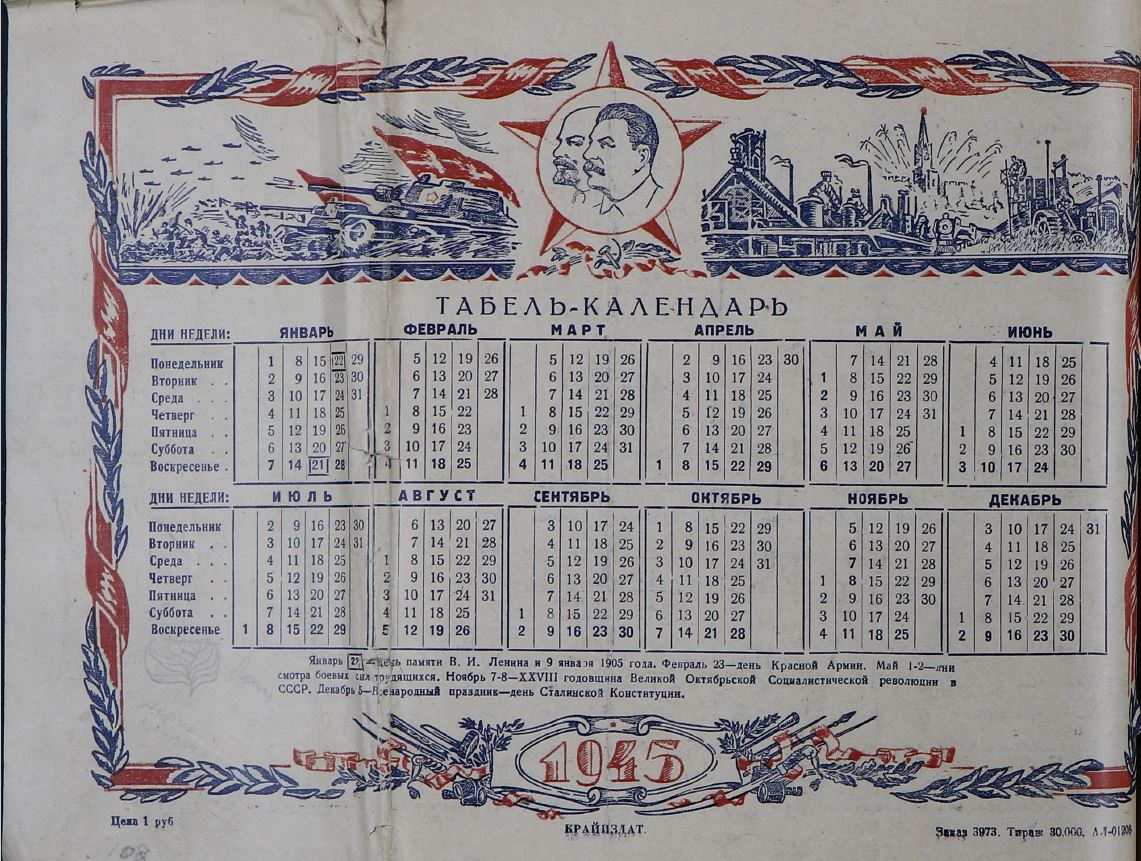 ТАБЕЛЬ-КАЛЕНДАРЬ
ДНИ НЕДЕЛИ: ЯНВАРЬ ФЕВРАЛЬ МАРТ АПРЕЛЬ МАЙ ИЮНЬ
Понедельник 1 8 15 22 29 5 12 19 26 5 12 19 26 2 9 16 23 30 7 14 21 28 4 11 18 25
Вторник . . 2 9 16 23 30 6 13 20 27 6 13 20 27 3 10 17 24 1 8 15 22 29 5 12 19 26
Среда . . . 3 10 17 24 31 7 14 21 28 7 14 21 28 4 11 18 25 2 9 16 23 30 6 13 20 27
Четверг . . 4 11 18 25 1 8 15 22 1 8 15 22 29 5 12 19 26 3 10 17 24 31 7 14 21 28
Пятница . . 5 12 19 26 2 9 16 23 2 9 16 23 30 6 13 20 27 4 11 18 25 1 8 15 22 29
Суббота . . 6 13 20 27 3 10 17 24 3 10 17 24 31 7 14 21 28 5 12 19 26 2 9 16 23 30
Воскресенье . 7 14 21 28 4 11 18 25 4 11 18 25 1 8 15 22 29 6 13 20 27 3 10 17 24
ДНИ НЕДЕЛИ: ИЮЛЬ АВГУСТ СЕНТЯБРЬ ОКТЯБРЬ НОЯБРЬ ДЕКАБРЬ
Понедельник 2 9 16 23 30 6 13 20 27 3 10 17 24 1 8 15 22 29 5 12 19 26 3 10 17 24 31
Вторник . . 3 10 17 24 31 7 14 21 28 4 11 18 25 2 9 16 23 30 6 13 20 27 4 11 18 25
Среда . . . 4 11 18 25 1 8 15 22 29 5 12 19 26 3 10 17 24 31 7 14 21 28 5 12 19 26
Четверг . . 5 12 19 26 2 9 16 23 30 6 13 20 27 4 11 18 25 1 8 15 22 29 6 13 20 27
Пятница . . 6 13 20 27 3 10 17 24 31 7 14 21 28 5 12 19 26 2 9 16 23 30 7 14 21 28
Суббота . . 7 14 21 28 4 11 18 25 1 8 15 22 29 6 13 20 27 3 10 17 24 1 8 15 22 29
Воскресенье 1 8 15 22 29 5 12 19 26 2 9 16 23 30 7 14 21 28 4 11 18 25 2 9 16 23 30
Январь 22—день памяти В. И. Ленина и 9 января 1905 года. Февраль 23—день Красной Армии. Май 1-2—дни
смотра боевых сил трудящихся. Ноябрь 7-8—XXVIII годовщина Великой Октябрьской Социалистической революции в
СССР. Декабрь 5—Всенародный праздник—день Сталинской Конституции.
1945
Цена 1 руб
КРАЙИЗДАТ.
Заказ 3973. Тираж 30.000.
108